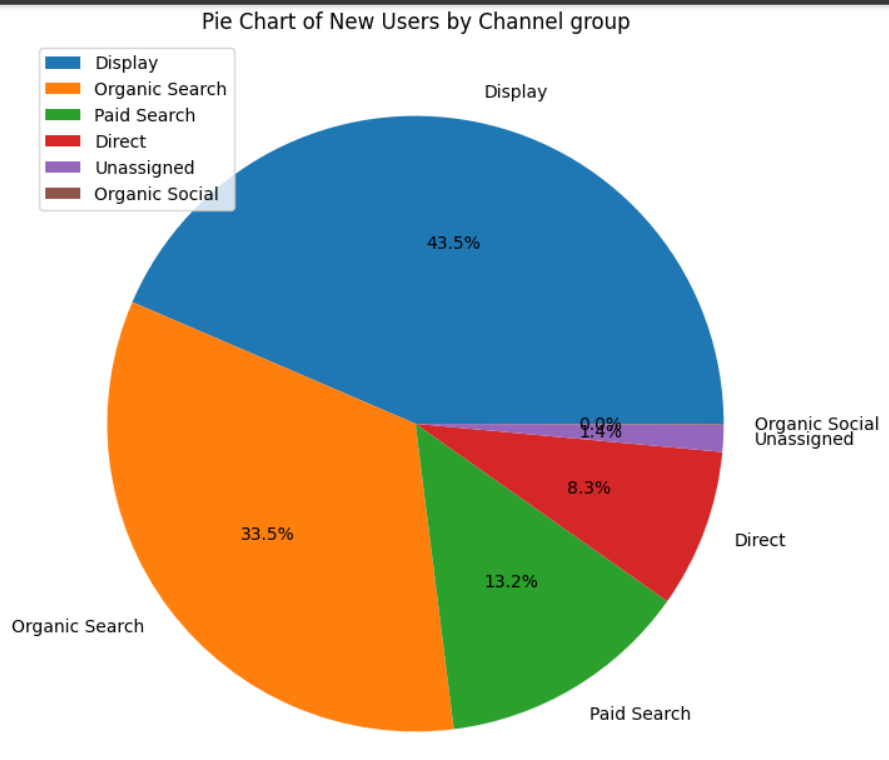 Pie Chart of New Users by Channel group
Display
Organic Search
Paid Search
Direct
Unassigned
Organic Social
Display
43.5%
0.0%
Organic Social
1.4%
Unassigned
8.3%
33.5%
Direct
13.2%
Organic Search
Paid Search